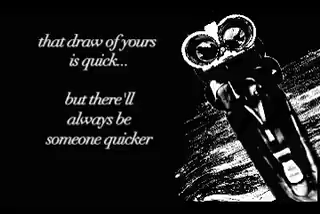 that draw of yours
is quick...
but there'll
always be
someone quicker